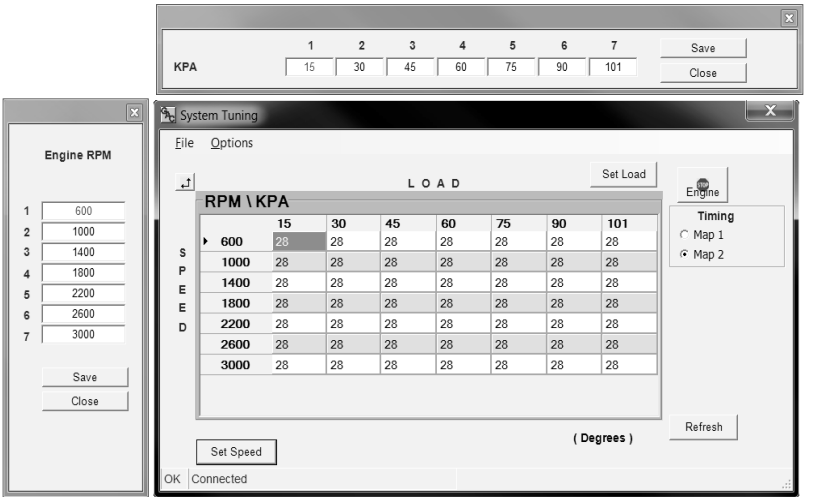 1 2 3 4 5 6 7 Save
KPA 15 30 45 60 75 90 101
Close
Engine RPM
1 600
2 1000
3 1400
4 1800
5 2200
6 2600
7 3000
Save
Close
System Tuning
File Options
LOAD
Set Load
STOP
Engine
RPM \ KPA
15 30 45 60 75 90 101
600 28 28 28 28 28 28 28
1000 28 28 28 28 28 28 28
1400 28 28 28 28 28 28 28
1800 28 28 28 28 28 28 28
2200 28 28 28 28 28 28 28
2600 28 28 28 28 28 28 28
3000 28 28 28 28 28 28 28
SPEED
Timing
Map 1
Map 2
( Degrees )
Refresh
Set Speed
OK Connected